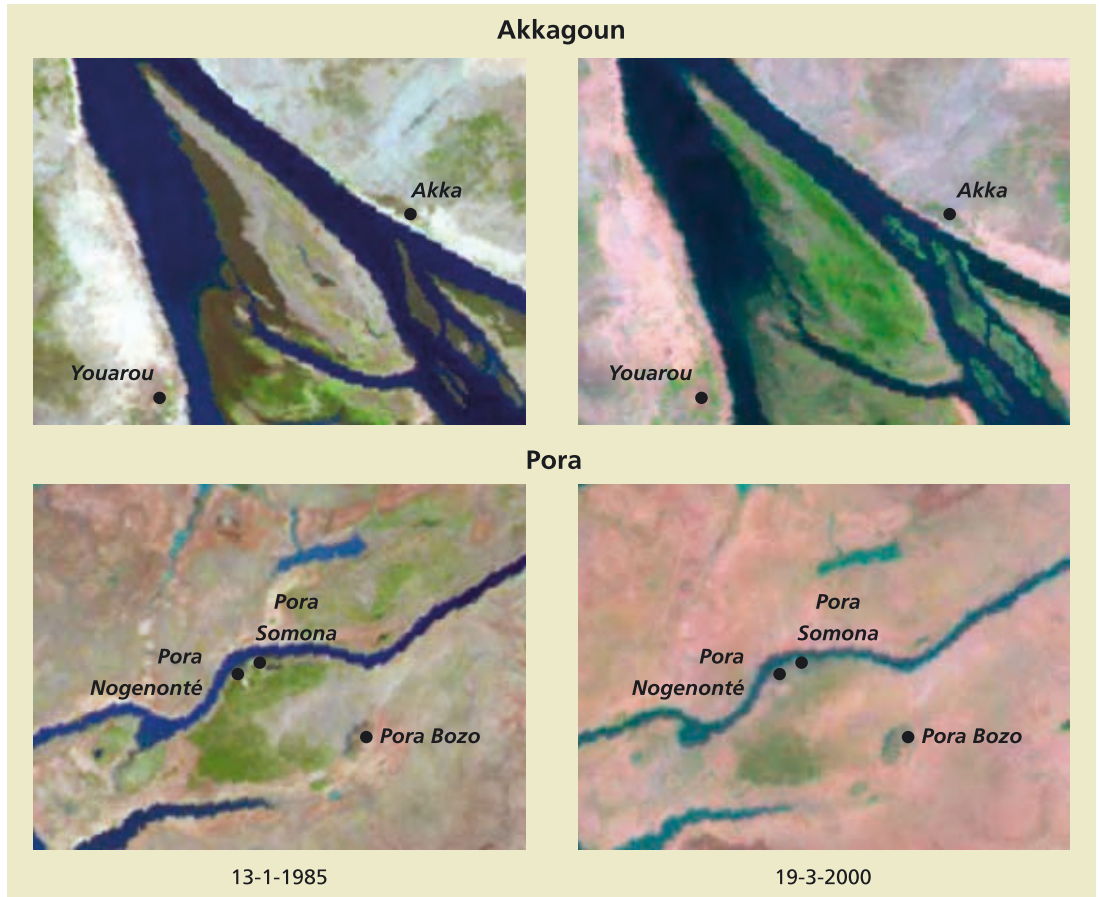 Akkagoun
Akka
Youarou
Akka
Youarou
Pora
Pora
Somona
Pora
Nogenonté
Pora Bozo
Pora
Somona
Pora
Nogenonté
Pora Bozo
13-1-1985
19-3-2000